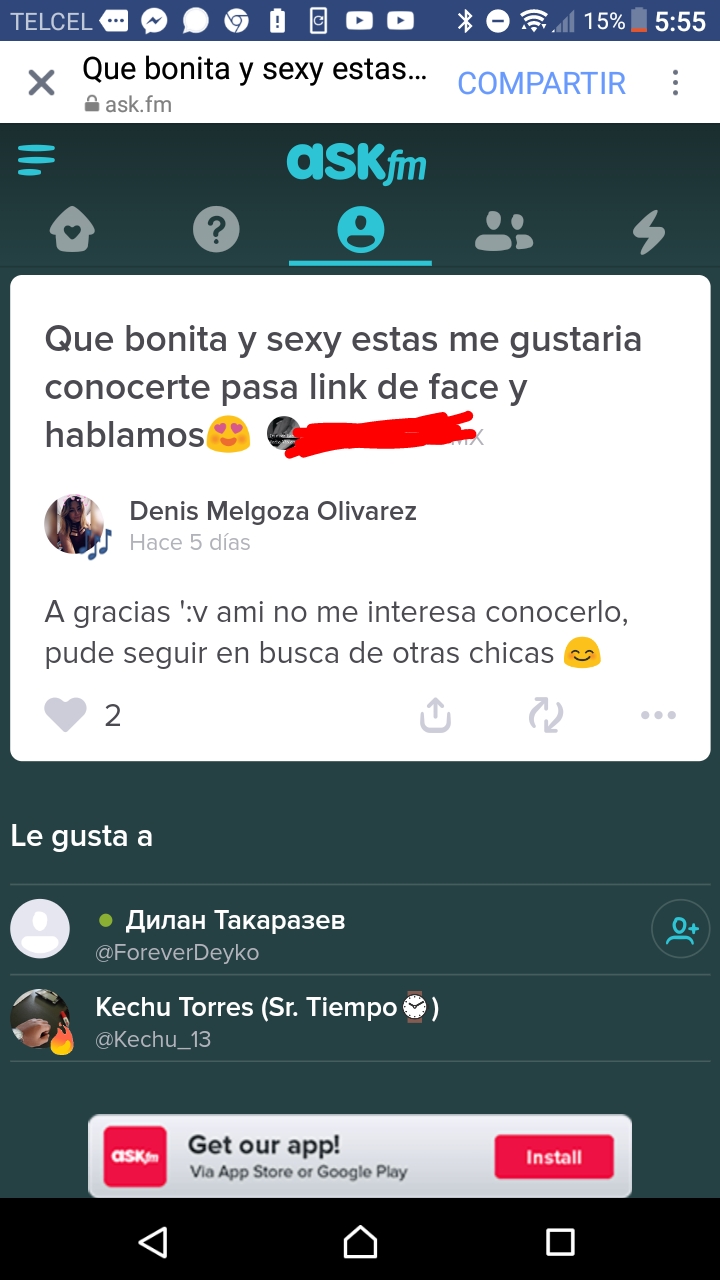 TELCEL 15% 5:55
Que bonita y sexy estas... COMPARTIR
ask.fm
ASKfm
Que bonita y sexy estas me gustaria
conocerte pasa link de face y
hablamos😍 MX
Denis Melgoza Olivarez
Hace 5 días
A gracias ':v ami no me interesa conocerlo,
pude seguir en busca de otras chicas 😊
2
Le gusta a
Дилан Такаразев
@ForeverDeyko
Kechu Torres (Sr. Tiempo⌚)
@Kechu_13
ASKfm Get our app! Install
Via App Store or Google Play